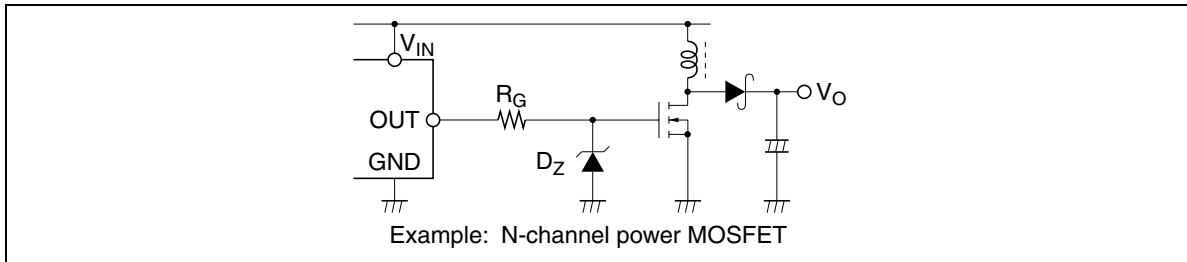 VIN
RG
VO
OUT
GND
DZ
Example: N-channel power MOSFET